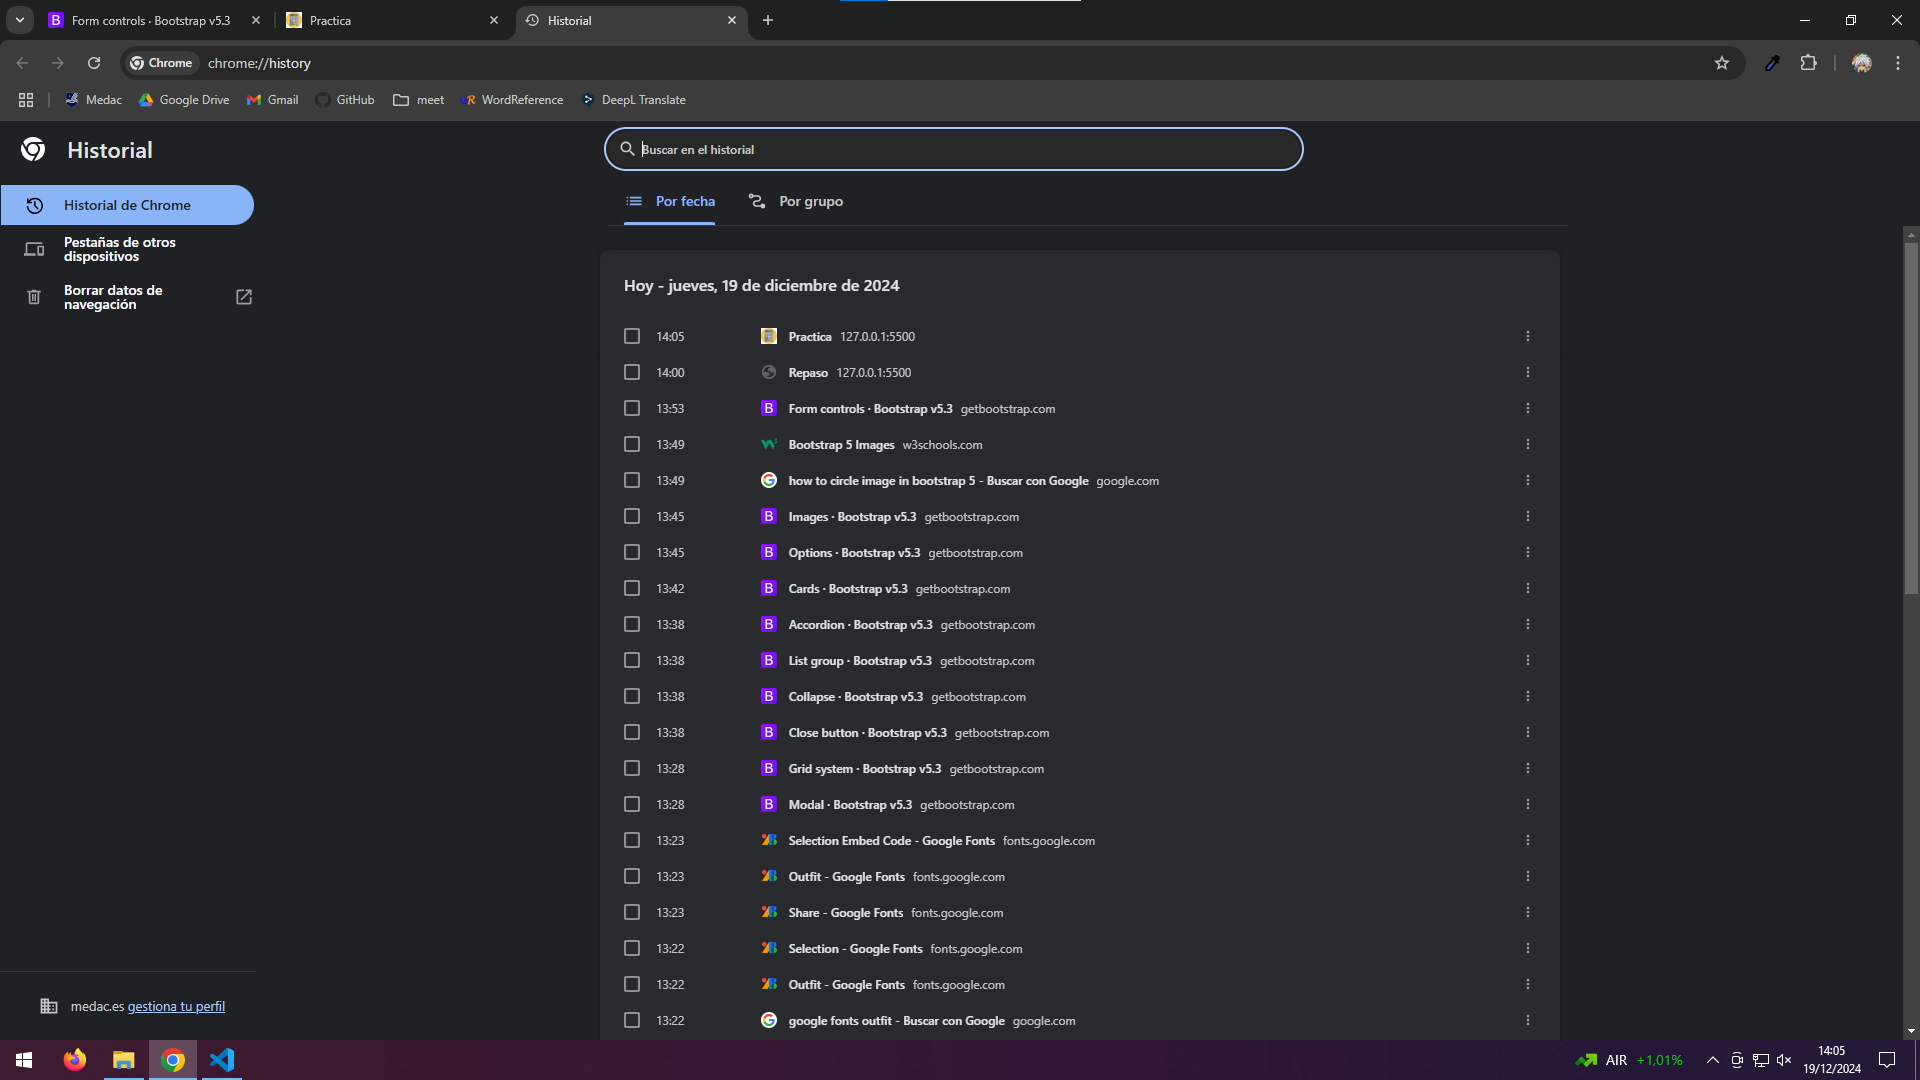 Form controls · Bootstrap v5.3
Practica
Historial
Chrome
chrome://history
Medac
Google Drive
Gmail
GitHub
meet
WordReference
DeepL Translate
Historial
Buscar en el historial
Historial de Chrome
Pestañas de otros
dispositivos
Borrar datos de
navegación
Por fecha
Por grupo
Hoy - jueves, 19 de diciembre de 2024
14:05 Practica 127.0.0.1:5500
14:00 Repaso 127.0.0.1:5500
13:53 B Form controls · Bootstrap v5.3 getbootstrap.com
13:49 Bootstrap 5 Images w3schools.com
13:49 how to circle image in bootstrap 5 - Buscar con Google google.com
13:45 B Images · Bootstrap v5.3 getbootstrap.com
13:45 B Options · Bootstrap v5.3 getbootstrap.com
13:42 B Cards · Bootstrap v5.3 getbootstrap.com
13:38 B Accordion · Bootstrap v5.3 getbootstrap.com
13:38 B List group · Bootstrap v5.3 getbootstrap.com
13:38 B Collapse · Bootstrap v5.3 getbootstrap.com
13:38 B Close button · Bootstrap v5.3 getbootstrap.com
13:28 B Grid system · Bootstrap v5.3 getbootstrap.com
13:28 B Modal · Bootstrap v5.3 getbootstrap.com
13:23 Selection Embed Code - Google Fonts fonts.google.com
13:23 Outfit - Google Fonts fonts.google.com
13:23 Share - Google Fonts fonts.google.com
13:22 Selection - Google Fonts fonts.google.com
13:22 Outfit - Google Fonts fonts.google.com
13:22 google fonts outfit - Buscar con Google google.com
medac.es gestiona tu perfil
AIR +1,01%
14:05
19/12/2024